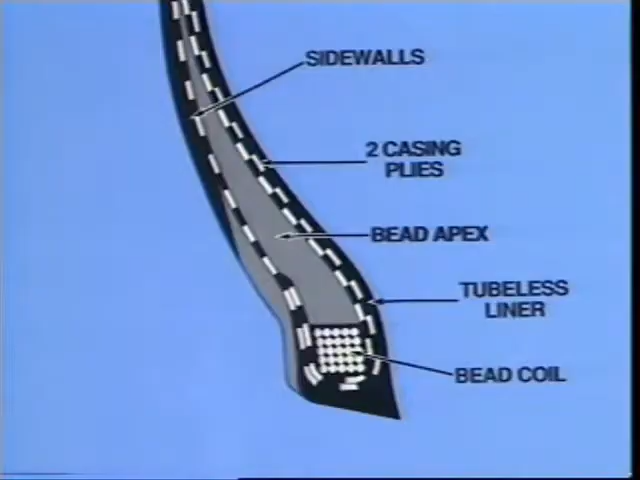 SIDEWALLS
2 CASING
PLIES
BEAD APEX
TUBELESS
LINER
BEAD COIL